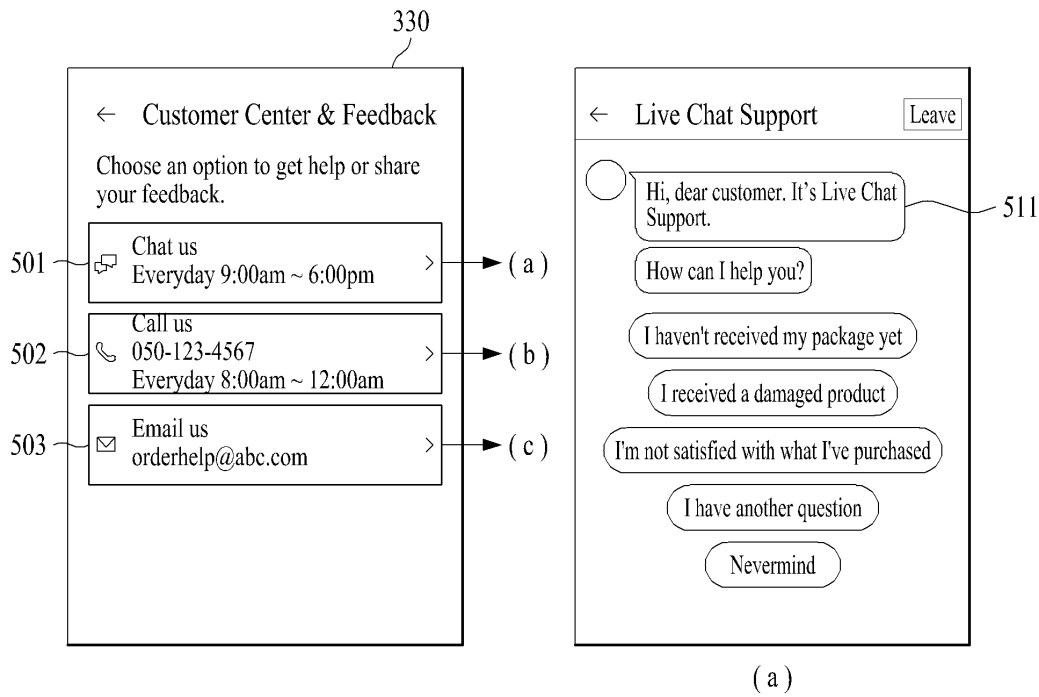 330
← Customer Center & Feedback
Choose an option to get help or share
your feedback.
501
Chat us
Everyday 9:00am ~ 6:00pm
>
( a )
502
Call us
050-123-4567
Everyday 8:00am ~ 12:00am
>
( b )
503
Email us
orderhelp@abc.com
>
( c )
← Live Chat Support
Leave
Hi, dear customer. It's Live Chat
Support.
511
How can I help you?
I haven't received my package yet
I received a damaged product
I'm not satisfied with what I've purchased
I have another question
Nevermind
( a )